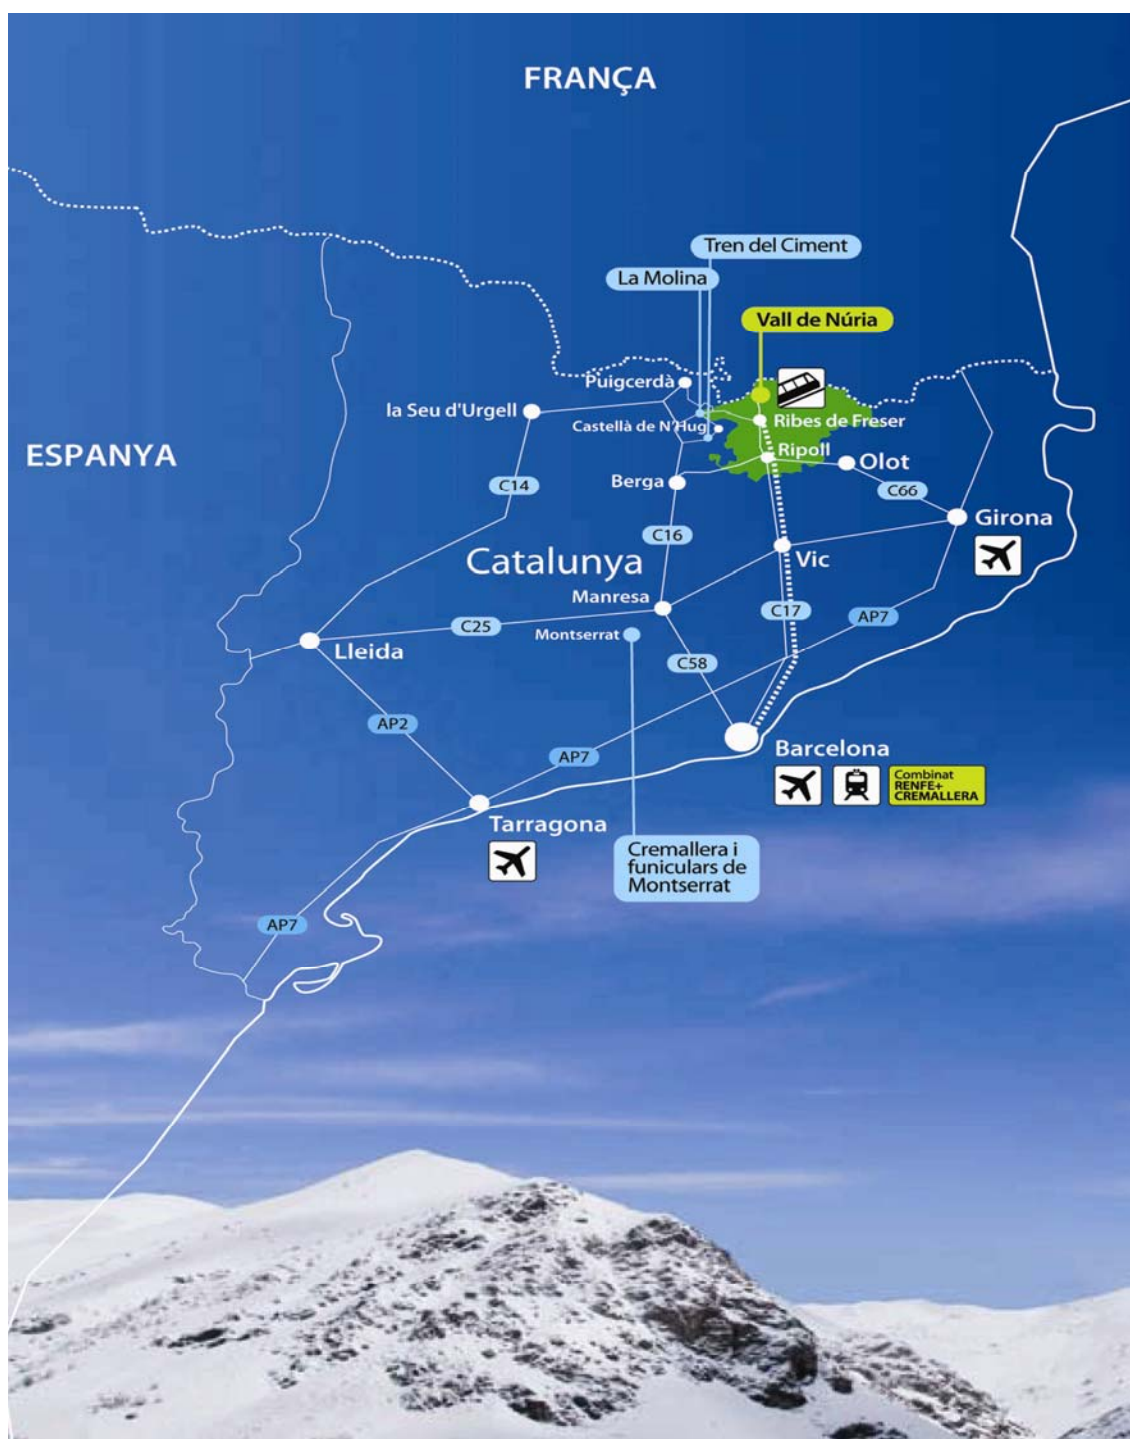 FRANÇA
Tren del Ciment
La Molina
Vall de Núria
Puigcerdà
la Seu d'Urgell
Ribes de Freser
Castellà de N'Hug
ESPANYA
Ripoll
Olot
Berga
C14
C66
Girona
C16
Catalunya
Vic
Manresa
C17
AP7
C25
Montserrat
Lleida
C58
AP2
Barcelona
AP7
Combinat
RENFE+
CREMALLERA
Tarragona
Cremallera i
funiculars de
Montserrat
AP7